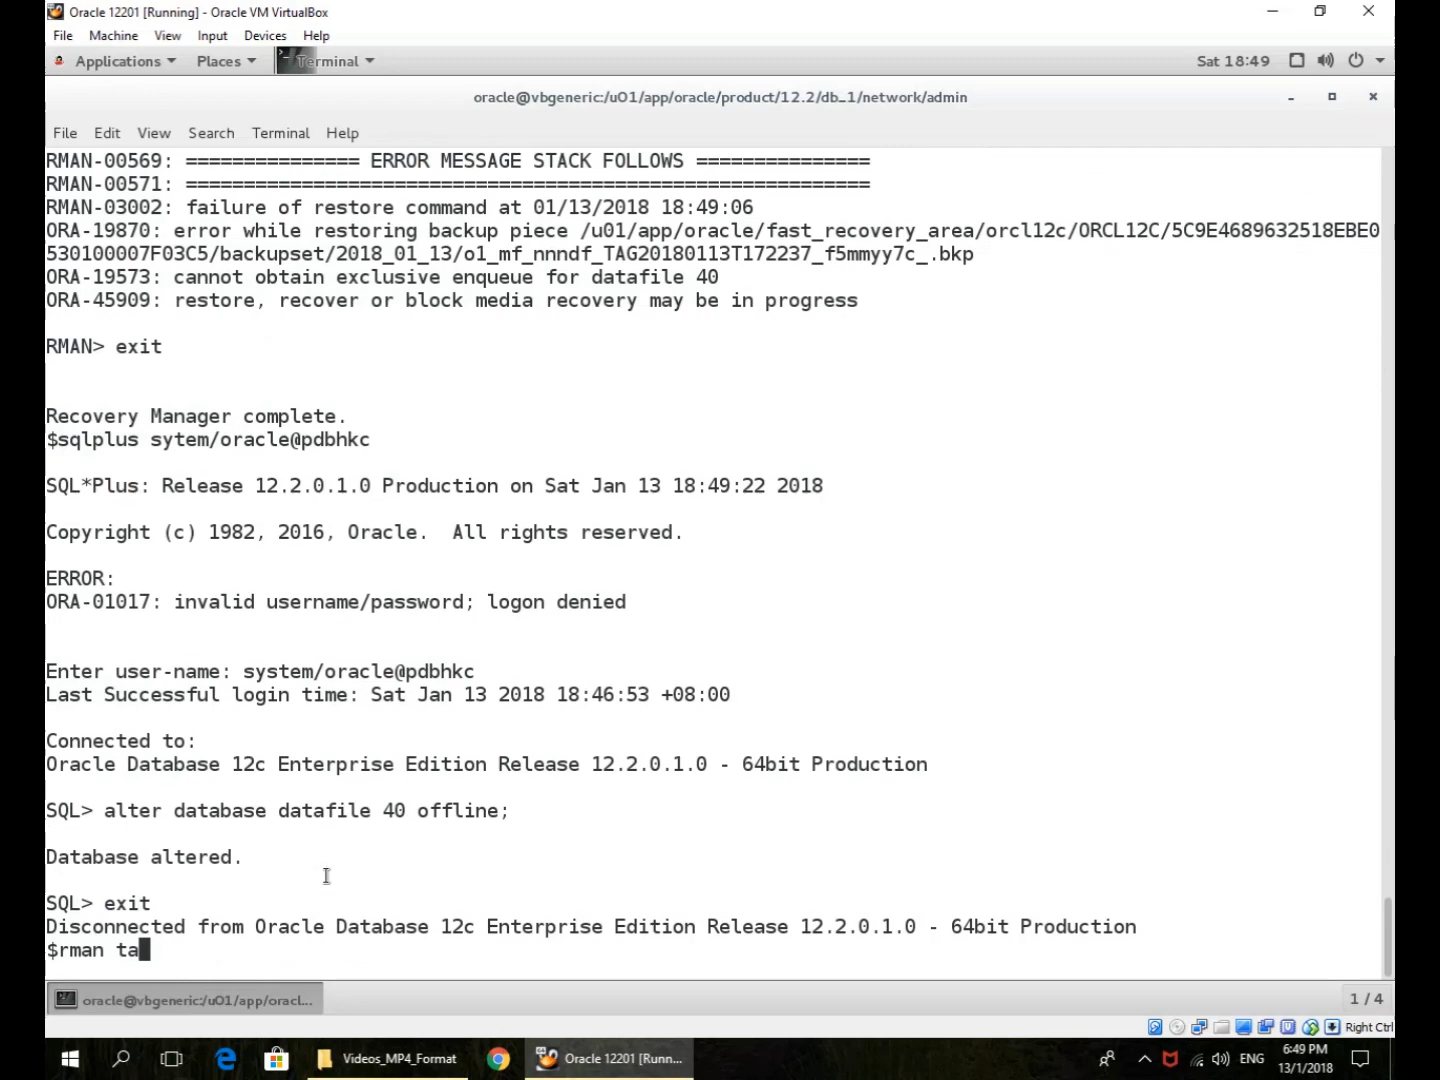 Oracle 12201 [Running] - Oracle VM VirtualBox
File Machine View Input Devices Help
Applications Places Terminal Sat 18:49
oracle@vbgeneric:/u01/app/oracle/product/12.2/db_1/network/admin
File Edit View Search Terminal Help
RMAN-00569: =============== ERROR MESSAGE STACK FOLLOWS ===============
RMAN-00571: ===========================================================
RMAN-03002: failure of restore command at 01/13/2018 18:49:06
ORA-19870: error while restoring backup piece /u01/app/oracle/fast_recovery_area/orcl12c/ORCL12C/5C9E4689632518EBE0
530100007F03C5/backupset/2018_01_13/o1_mf_nnndf_TAG20180113T172237_f5mmyy7c_.bkp
ORA-19573: cannot obtain exclusive enqueue for datafile 40
ORA-45909: restore, recover or block media recovery may be in progress
RMAN> exit
Recovery Manager complete.
$sqlplus sytem/oracle@pdbhkc
SQL*Plus: Release 12.2.0.1.0 Production on Sat Jan 13 18:49:22 2018
Copyright (c) 1982, 2016, Oracle.  All rights reserved.
ERROR:
ORA-01017: invalid username/password; logon denied
Enter user-name: system/oracle@pdbhkc
Last Successful login time: Sat Jan 13 2018 18:46:53 +08:00
Connected to:
Oracle Database 12c Enterprise Edition Release 12.2.0.1.0 - 64bit Production
SQL> alter database datafile 40 offline;
Database altered.
SQL> exit
Disconnected from Oracle Database 12c Enterprise Edition Release 12.2.0.1.0 - 64bit Production
$rman ta
oracle@vbgeneric:/u01/app/oracl... 1 / 4
Right Ctrl
Videos_MP4_Format Oracle 12201 [Runn... ENG 6:49 PM
13/1/2018